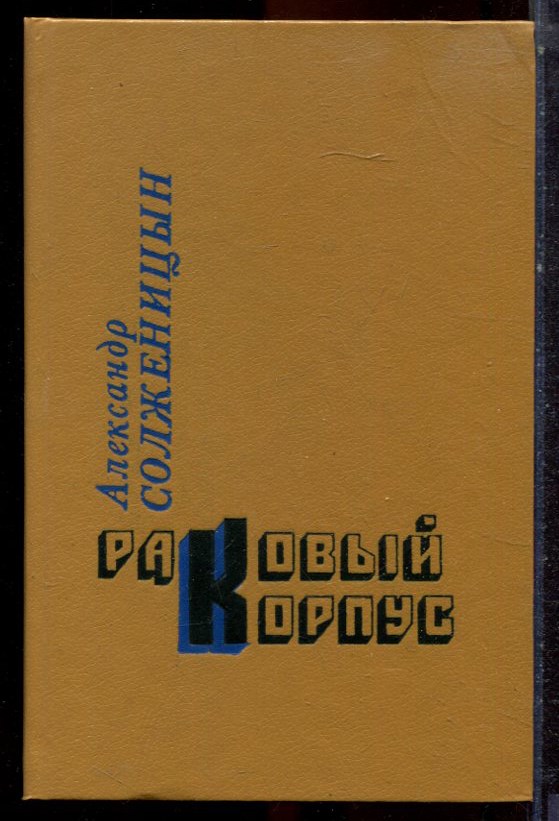 Александр
СОЛЖЕНИЦЫН
РАКОВЫЙ
КОРПУС